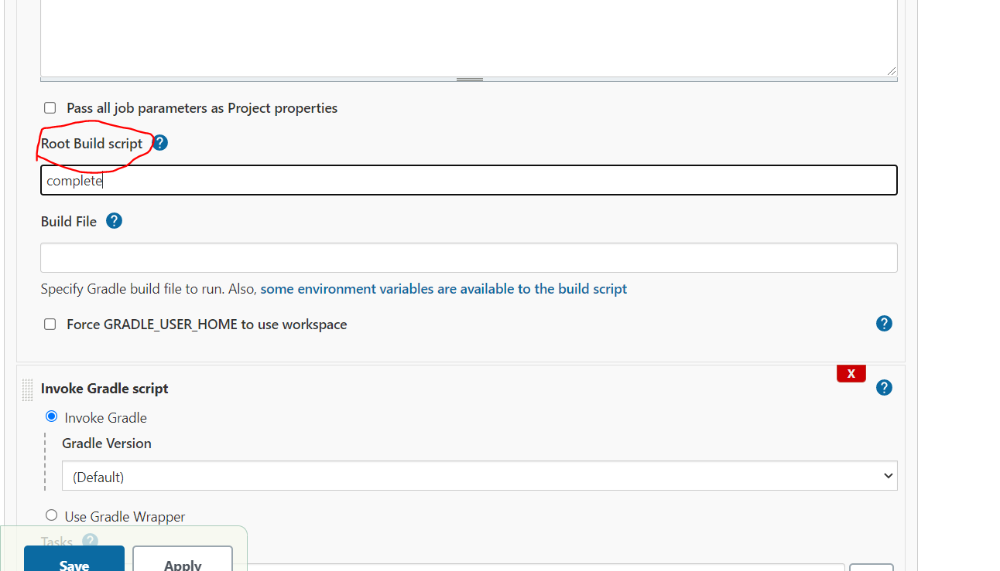 Pass all job parameters as Project properties
Root Build script ?
complete
Build File ?
Specify Gradle build file to run. Also, some environment variables are available to the build script
Force GRADLE_USER_HOME to use workspace ?
X
Invoke Gradle script ?
Invoke Gradle
Gradle Version
(Default)
Use Gradle Wrapper
Tasks ?
Save Apply